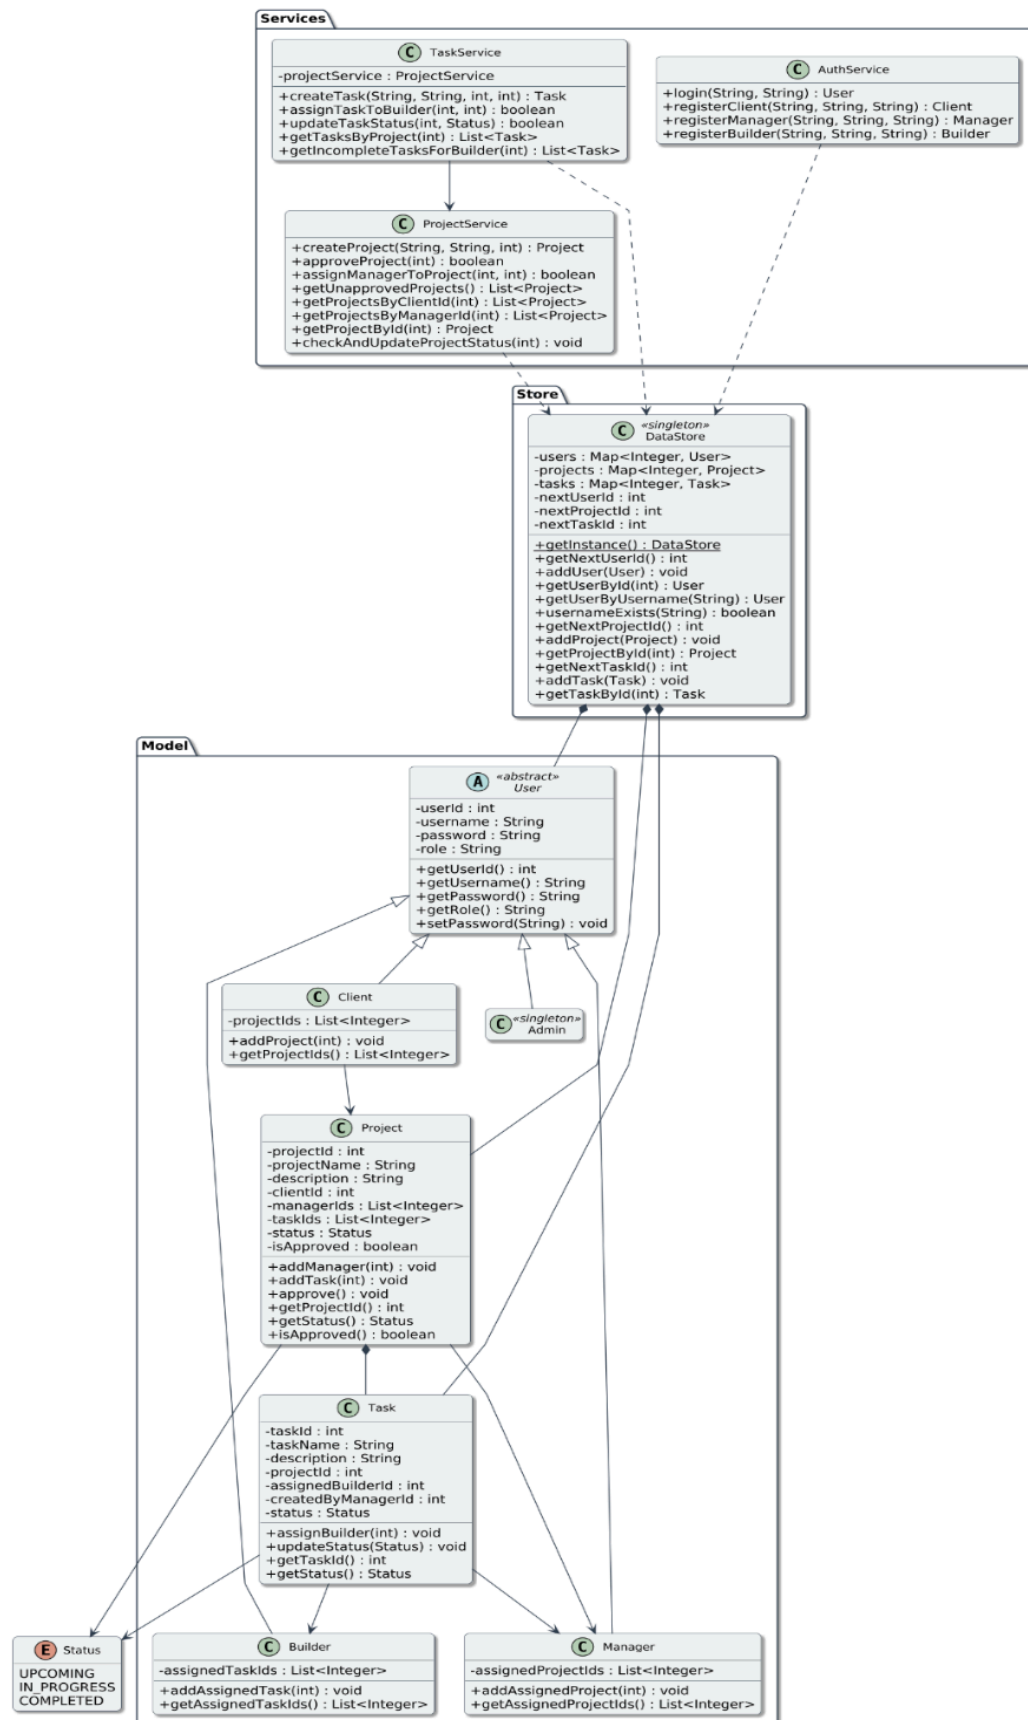 Services
C TaskService
-projectService : ProjectService
+createTask(String, String, int, int) : Task
+assignTaskToBuilder(int, int) : boolean
+updateTaskStatus(int, Status) : boolean
+getTasksByProject(int) : List<Task>
+getIncompleteTasksForBuilder(int) : List<Task>
C AuthService
+login(String, String) : User
+registerClient(String, String, String) : Client
+registerManager(String, String, String) : Manager
+registerBuilder(String, String, String) : Builder
C ProjectService
+createProject(String, String, int) : Project
+approveProject(int) : boolean
+assignManagerToProject(int, int) : boolean
+getUnapprovedProjects() : List<Project>
+getProjectsByClientId(int) : List<Project>
+getProjectsByManagerId(int) : List<Project>
+getProjectById(int) : Project
+checkAndUpdateProjectStatus(int) : void
Store
C «singleton»
DataStore
-users : Map<Integer, User>
-projects : Map<Integer, Project>
-tasks : Map<Integer, Task>
-nextUserId : int
-nextProjectId : int
-nextTaskId : int
+getInstance() : DataStore
+getNextUserId() : int
+addUser(User) : void
+getUserById(int) : User
+getUserByUsername(String) : User
+usernameExists(String) : boolean
+getNextProjectId() : int
+addProject(Project) : void
+getProjectById(int) : Project
+getNextTaskId() : int
+addTask(Task) : void
+getTaskById(int) : Task
Model
A «abstract»
User
-userId : int
-username : String
-password : String
-role : String
+getUserId() : int
+getUsername() : String
+getPassword() : String
+getRole() : String
+setPassword(String) : void
C Client
-projectIds : List<Integer>
+addProject(int) : void
+getProjectIds() : List<Integer>
C «singleton»
Admin
C Project
-projectId : int
-projectName : String
-description : String
-clientId : int
-managerIds : List<Integer>
-taskIds : List<Integer>
-status : Status
-isApproved : boolean
+addManager(int) : void
+addTask(int) : void
+approve() : void
+getProjectId() : int
+getStatus() : Status
+isApproved() : boolean
C Task
-taskId : int
-taskName : String
-description : String
-projectId : int
-assignedBuilderId : int
-createdByManagerId : int
-status : Status
+assignBuilder(int) : void
+updateStatus(Status) : void
+getTaskId() : int
+getStatus() : Status
E Status
UPCOMING
IN_PROGRESS
COMPLETED
C Builder
-assignedTaskIds : List<Integer>
+addAssignedTask(int) : void
+getAssignedTaskIds() : List<Integer>
C Manager
-assignedProjectIds : List<Integer>
+addAssignedProject(int) : void
+getAssignedProjectIds() : List<Integer>